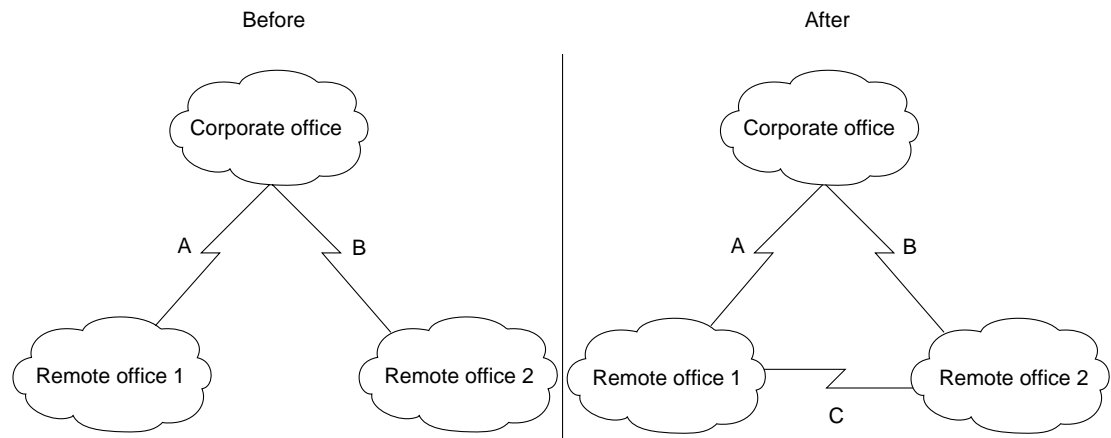 Before
After
Corporate office
Corporate office
A
B
A
B
Remote office 1
Remote office 2
Remote office 1
Remote office 2
C